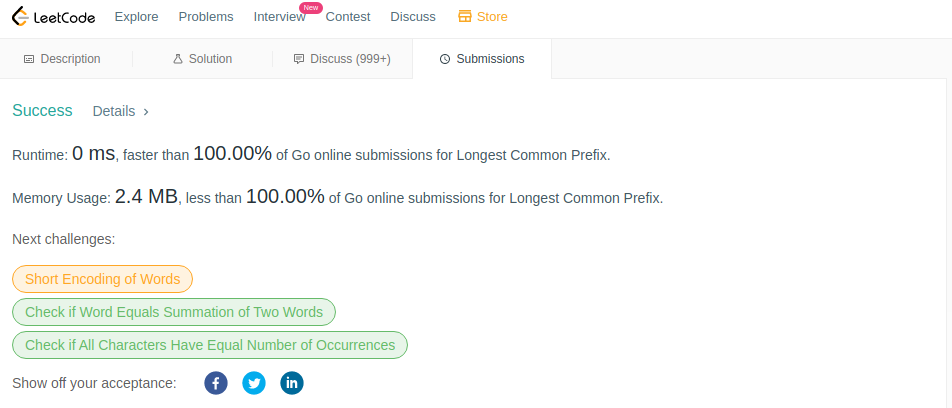 LeetCode Explore Problems Interview New Contest Discuss Store
Description Solution Discuss (999+) Submissions
Success Details >
Runtime: 0 ms, faster than 100.00% of Go online submissions for Longest Common Prefix.
Memory Usage: 2.4 MB, less than 100.00% of Go online submissions for Longest Common Prefix.
Next challenges:
Short Encoding of Words
Check if Word Equals Summation of Two Words
Check if All Characters Have Equal Number of Occurrences
Show off your acceptance: